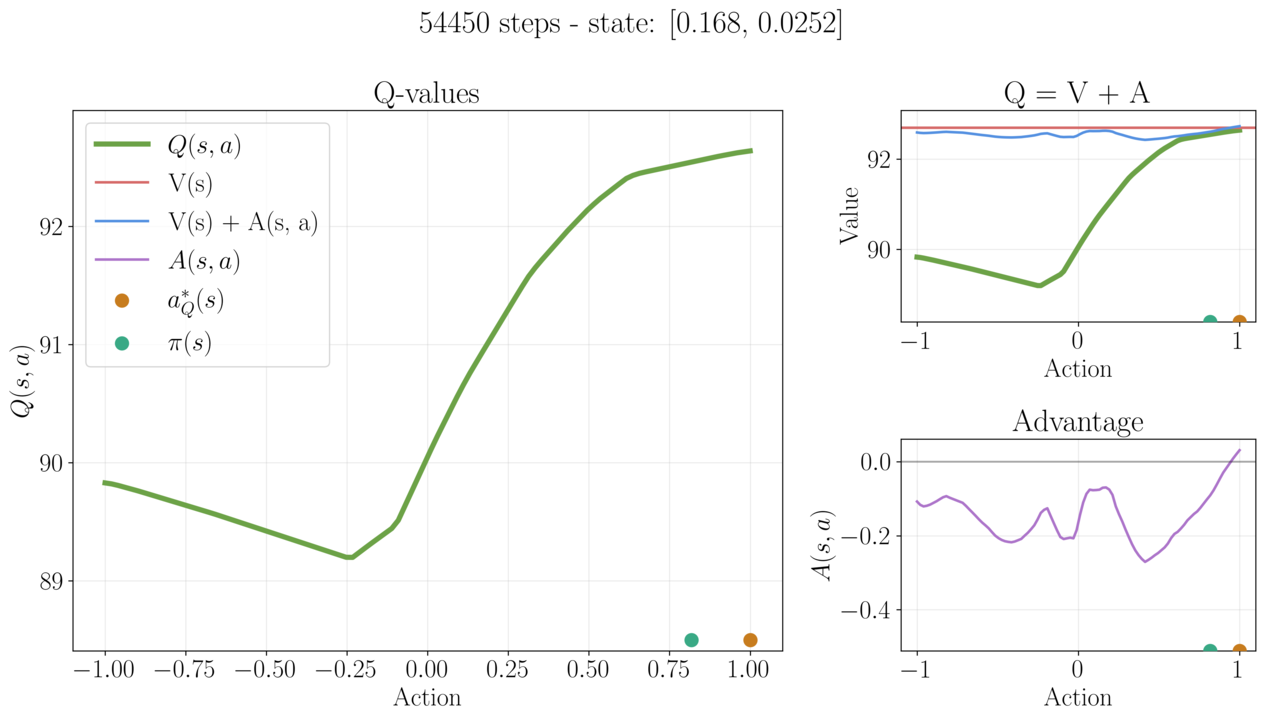 54450 steps - state: [0.168, 0.0252]
Q-values
Q(s, a)
V(s)
V(s) + A(s, a)
A(s, a)
a*_Q(s)
π(s)
Q(s, a)
92
91
90
89
−1.00 −0.75 −0.50 −0.25 0.00 0.25 0.50 0.75 1.00
Action
Q = V + A
Value
92
90
−1 0 1
Action
Advantage
A(s, a)
0.0
−0.2
−0.4
−1 0 1
Action